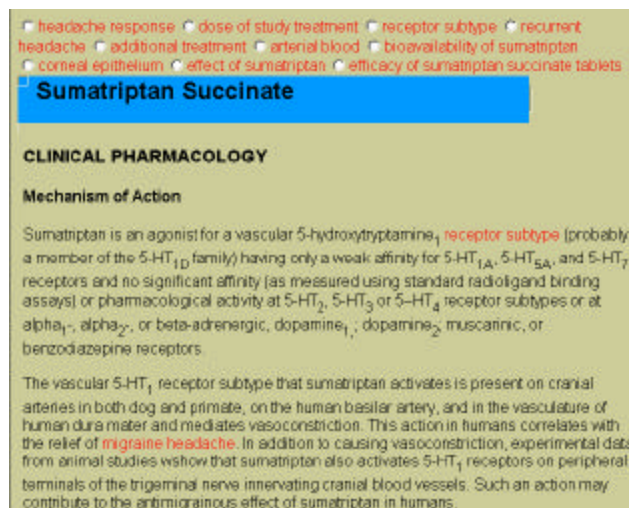 headache response dose of study treatment receptor subtype recurrent
headache additional treatment arterial blood bioavailability of sumatriptan
corneal epithelium effect of sumatriptan efficacy of sumatriptan succinate tablets
Sumatriptan Succinate
CLINICAL PHARMACOLOGY
Mechanism of Action
Sumatriptan is an agonist for a vascular 5-hydroxytryptamine₁ receptor subtype (probably
a member of the 5-HT₁D family) having only a weak affinity for 5-HT₁A, 5-HT₅A, and 5-HT₇
receptors and no significant affinity (as measured using standard radioligand binding
assays) or pharmacological activity at 5-HT₂, 5-HT₃ or 5–HT₄ receptor subtypes or at
alpha₁-, alpha₂-, or beta-adrenergic, dopamine₁,; dopamine₂; muscarinic, or
benzodiazepine receptors.
The vascular 5-HT₁ receptor subtype that sumatriptan activates is present on cranial
arteries in both dog and primate, on the human basilar artery, and in the vasculature of
human dura mater and mediates vasoconstriction. This action in humans correlates with
the relief of migraine headache. In addition to causing vasoconstriction, experimental data
from animal studies wshow that sumatriptan also activates 5-HT₁ receptors on peripheral
terminals of the trigeminal nerve innervating cranial blood vessels. Such an action may
contribute to the antimigrainous effect of sumatriptan in humans.